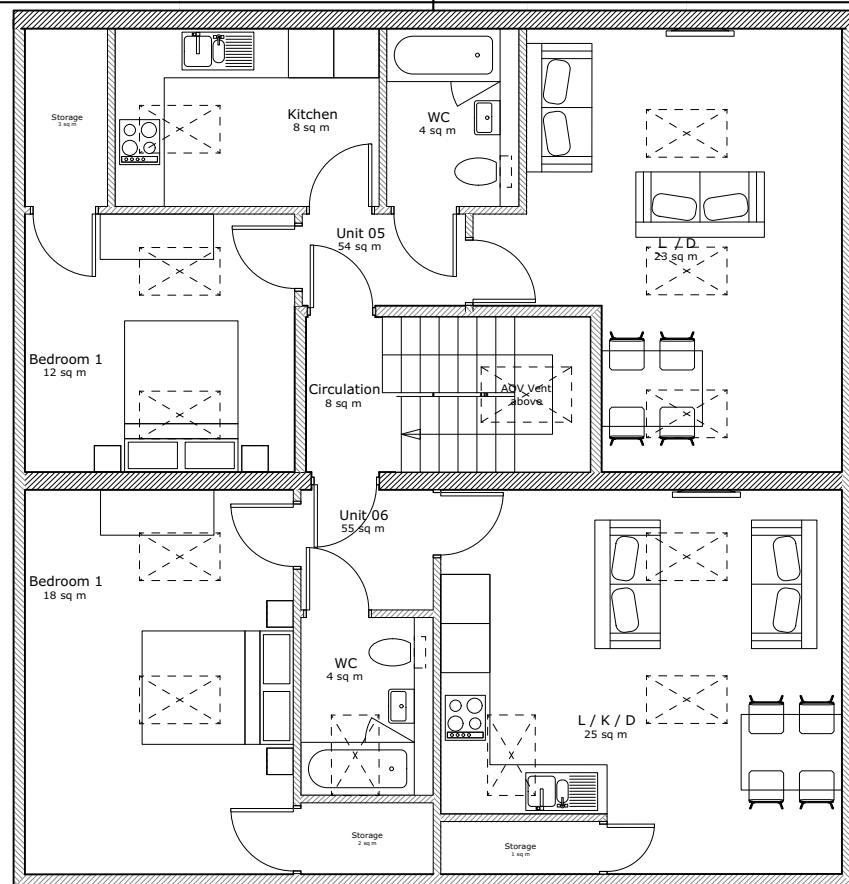 Storage
3 sq m
Kitchen
8 sq m
WC
4 sq m
Unit 05
54 sq m
L / D
23 sq m
Bedroom 1
12 sq m
Circulation
8 sq m
AOV Vent
above
Unit 06
55 sq m
Bedroom 1
18 sq m
WC
4 sq m
L / K / D
25 sq m
Storage
2 sq m
Storage
1 sq m